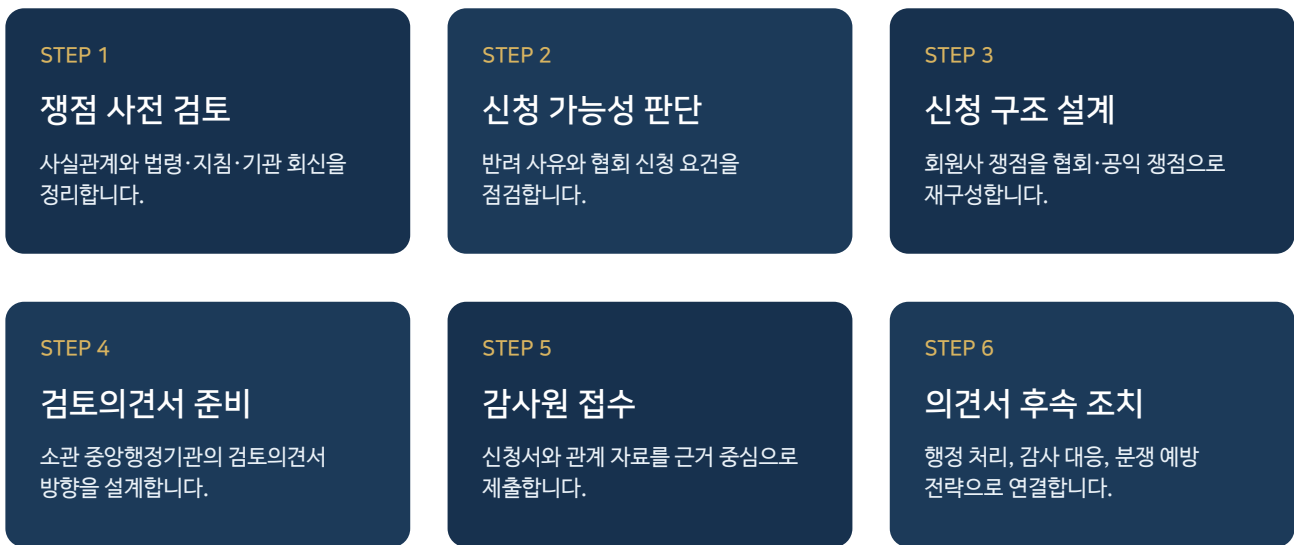 STEP 1
쟁점 사전 검토
사실관계와 법령·지침·기관 회신을
정리합니다.
STEP 2
신청 가능성 판단
반려 사유와 협회 신청 요건을
점검합니다.
STEP 3
신청 구조 설계
회원사 쟁점을 협회·공익 쟁점으로
재구성합니다.
STEP 4
검토의견서 준비
소관 중앙행정기관의 검토의견서
방향을 설계합니다.
STEP 5
감사원 접수
신청서와 관계 자료를 근거 중심으로
제출합니다.
STEP 6
의견서 후속 조치
행정 처리, 감사 대응, 분쟁 예방
전략으로 연결합니다.